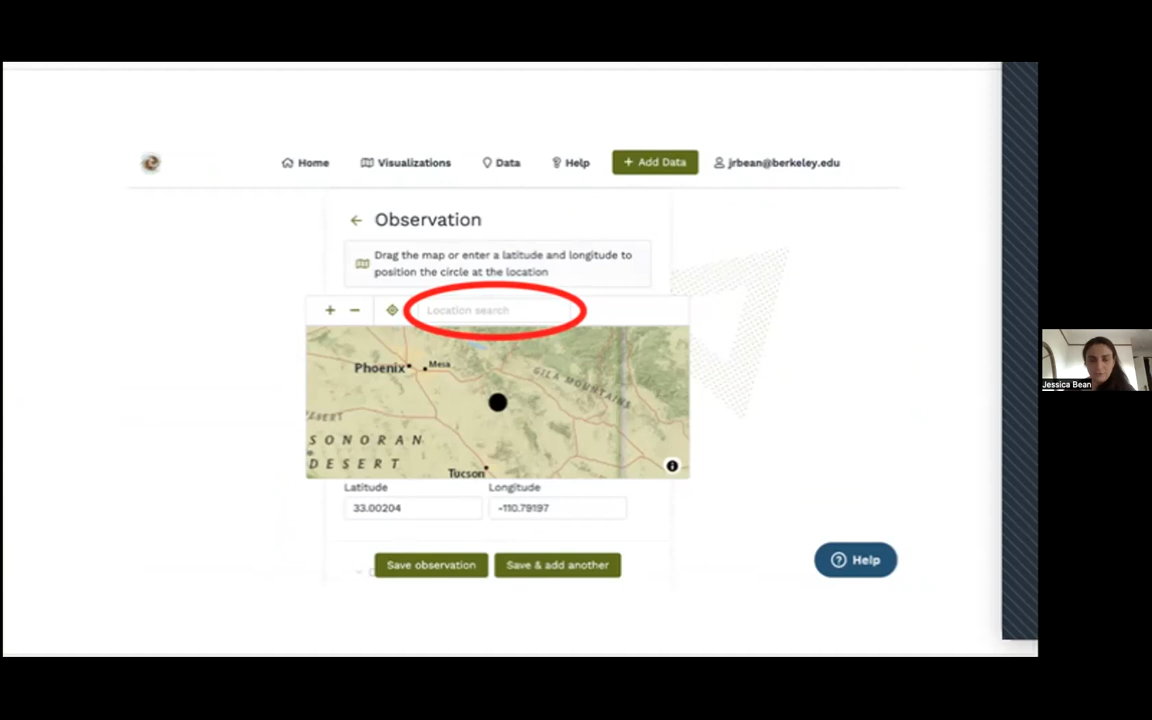 Home Visualizations Data Help + Add Data jrbean@berkeley.edu
Observation
Drag the map or enter a latitude and longitude to
position the circle at the location
+ − Location search
Phoenix Mesa
GILA MOUNTAINS
SONORAN
DESERT
Tucson
Latitude Longitude
33.00204 -110.79197
Save observation Save & add another
Help
Jessica Bean